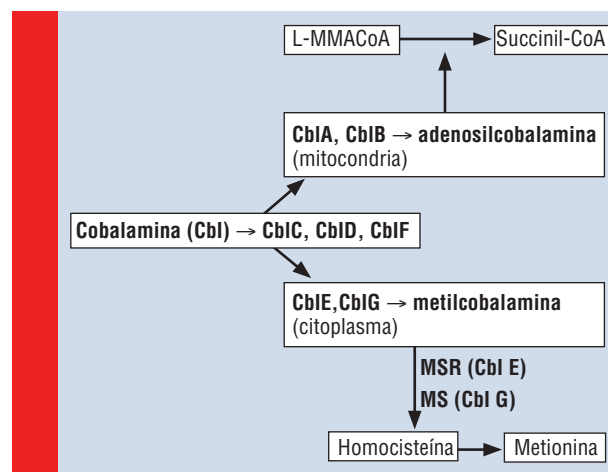 L-MMACoA
Succinil-CoA
CblA, CblB → adenosilcobalamina
(mitocondria)
Cobalamina (Cbl) → CblC, CblD, CblF
CblE,CblG → metilcobalamina
(citoplasma)
MSR (Cbl E)
MS (Cbl G)
Homocisteína
Metionina